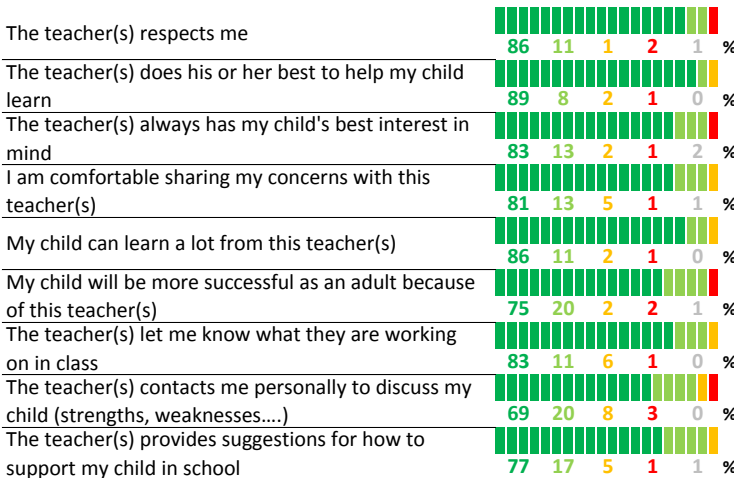 The teacher(s) respects me
86 11 1 2 1 %
The teacher(s) does his or her best to help my child
learn
89 8 2 1 0 %
The teacher(s) always has my child's best interest in
mind
83 13 2 1 2 %
I am comfortable sharing my concerns with this
teacher(s)
81 13 5 1 1 %
My child can learn a lot from this teacher(s)
86 11 2 1 0 %
My child will be more successful as an adult because
of this teacher(s)
75 20 2 2 1 %
The teacher(s) let me know what they are working
on in class
83 11 6 1 0 %
The teacher(s) contacts me personally to discuss my
child (strengths, weaknesses....)
69 20 8 3 0 %
The teacher(s) provides suggestions for how to
support my child in school
77 17 5 1 1 %